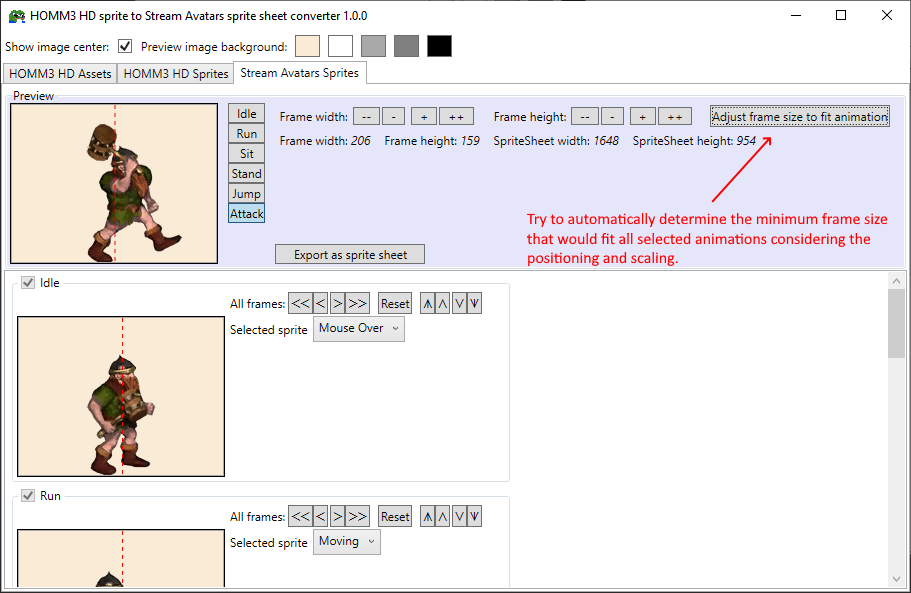 HOMM3 HD sprite to Stream Avatars sprite sheet converter 1.0.0
Show image center: Preview image background:
HOMM3 HD Assets HOMM3 HD Sprites Stream Avatars Sprites
Preview
Idle
Run
Sit
Stand
Jump
Attack
Frame width: -- - + ++ Frame height: -- - + ++ Adjust frame size to fit animation
Frame width: 206 Frame height: 159 SpriteSheet width: 1648 SpriteSheet height: 954
Try to automatically determine the minimum frame size
that would fit all selected animations considering the
positioning and scaling.
Export as sprite sheet
Idle
All frames: << < > >> Reset ⩚ Λ V ⩛
Selected sprite Mouse Over
Run
All frames: << < > >> Reset ⩚ Λ V ⩛
Selected sprite Moving